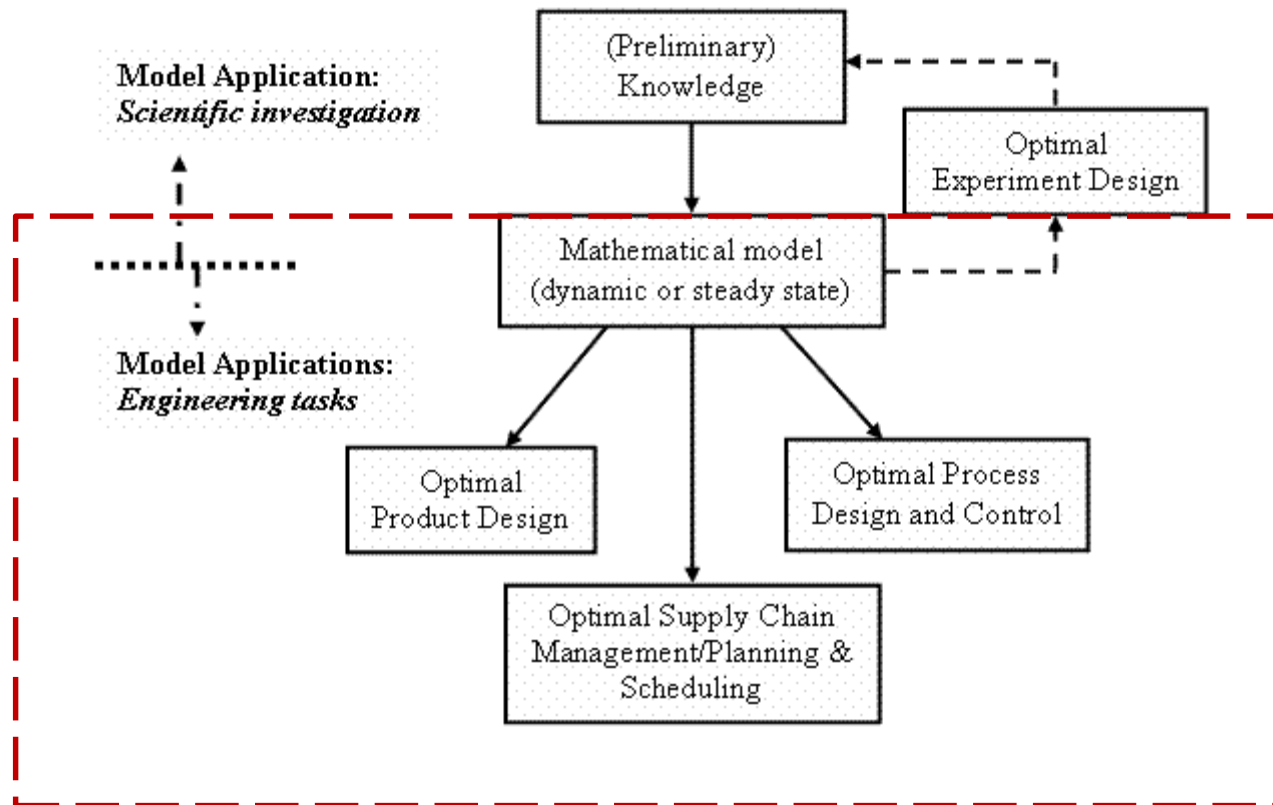 (Preliminary)
Knowledge
Model Application:
Scientific investigation
Optimal
Experiment Design
Mathematical model
(dynamic or steady state)
Model Applications:
Engineering tasks
Optimal
Product Design
Optimal Process
Design and Control
Optimal Supply Chain
Management/Planning &
Scheduling